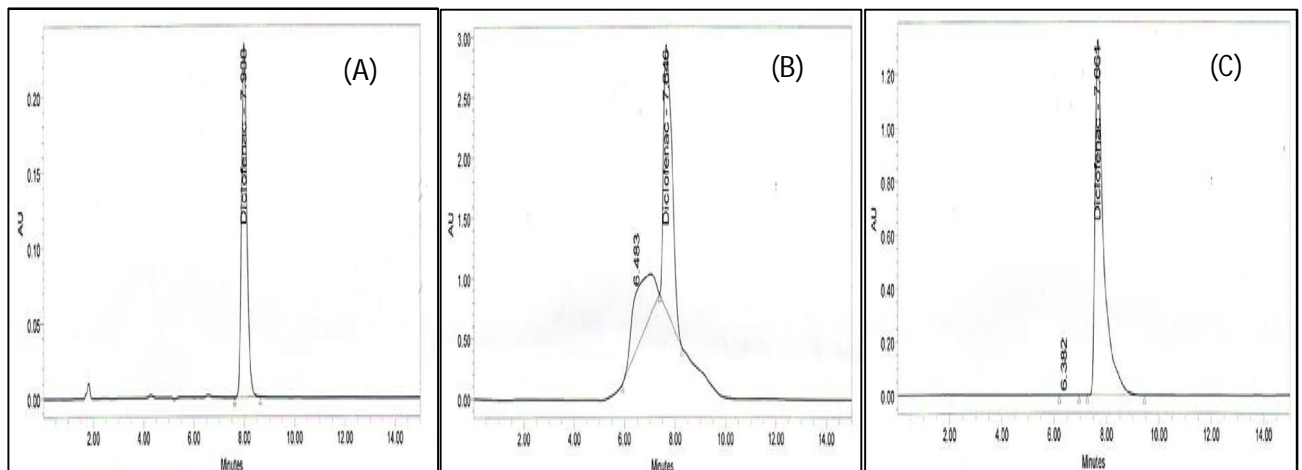 (A)
0.20
0.15
0.10
0.05
0.00
AU
Diclofenac - 7.988
2.00 4.00 6.00 8.00 10.00 12.00 14.00
Minutes
(B)
3.00
2.50
2.00
1.50
1.00
0.50
0.00
AU
6.483
Diclofenac - 7.646
2.00 4.00 6.00 8.00 10.00 12.00 14.00
Minutes
(C)
1.20
1.00
0.80
0.60
0.40
0.20
0.00
AU
6.382
Diclofenac - 7.664
2.00 4.00 6.00 8.00 10.00 12.00 14.00
Minutes